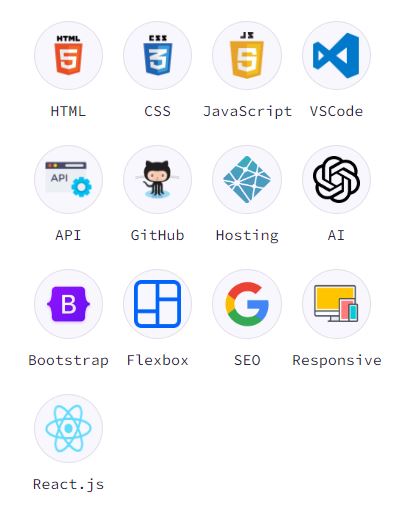 HTML
5
CSS
3
JS
5
HTML
CSS
JavaScript
VSCode
API
API
GitHub
Hosting
AI
B
G
Bootstrap
Flexbox
SEO
Responsive
React.js